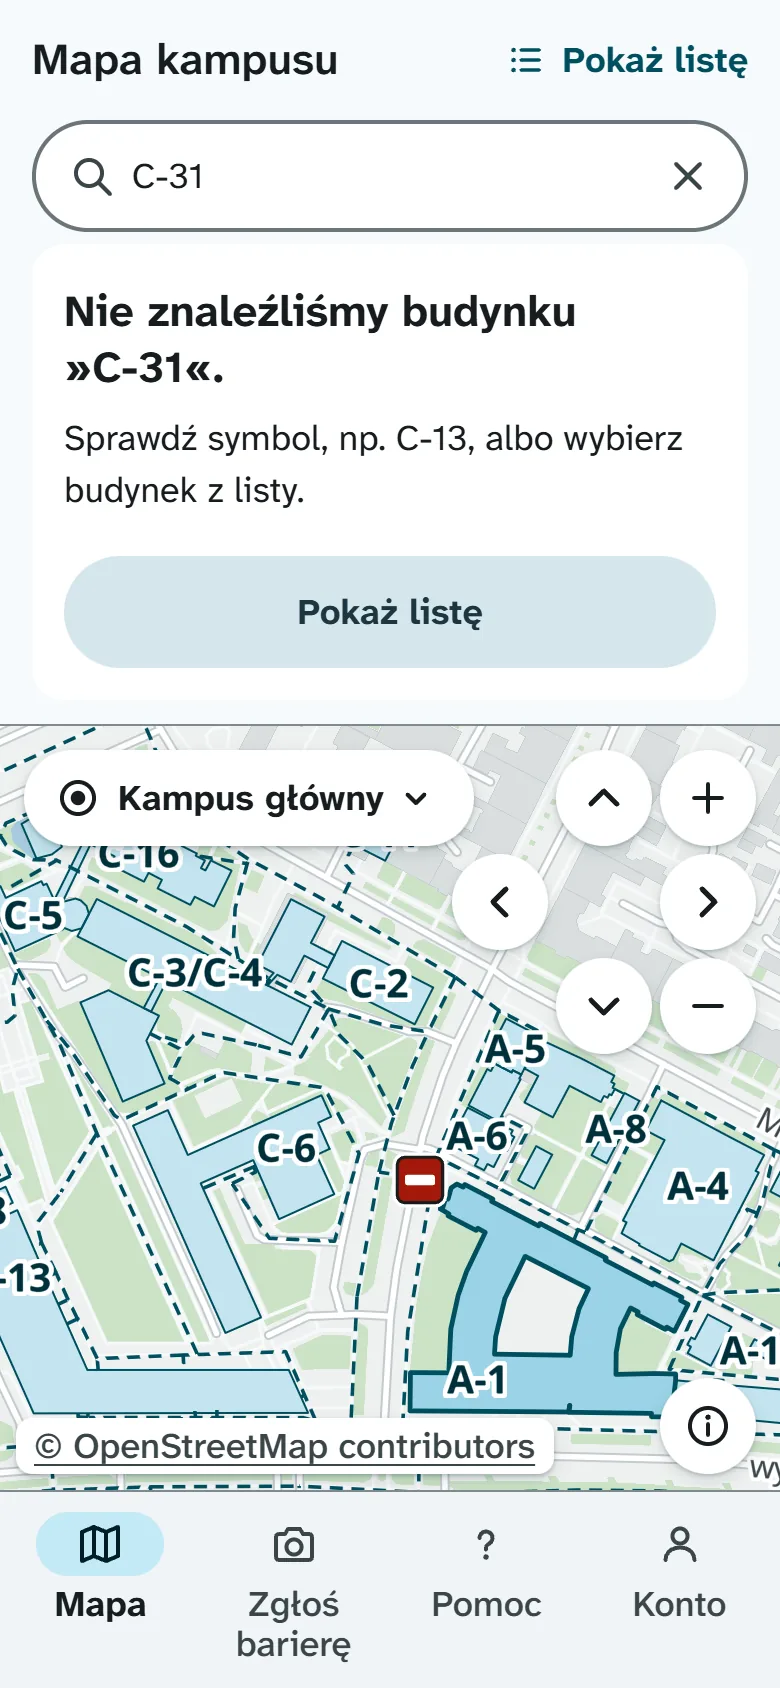 Mapa kampusu
Pokaż listę
C-31
Nie znaleźliśmy budynku
»C-31«.
Sprawdź symbol, np. C-13, albo wybierz
budynek z listy.
Pokaż listę
Kampus główny
C-16
C-5
C-3/C-4
C-2
A-5
A-6
A-8
C-6
A-4
-13
A-1
A-1
© OpenStreetMap contributors
wy
Mapa
Zgłoś
barierę
Pomoc
Konto